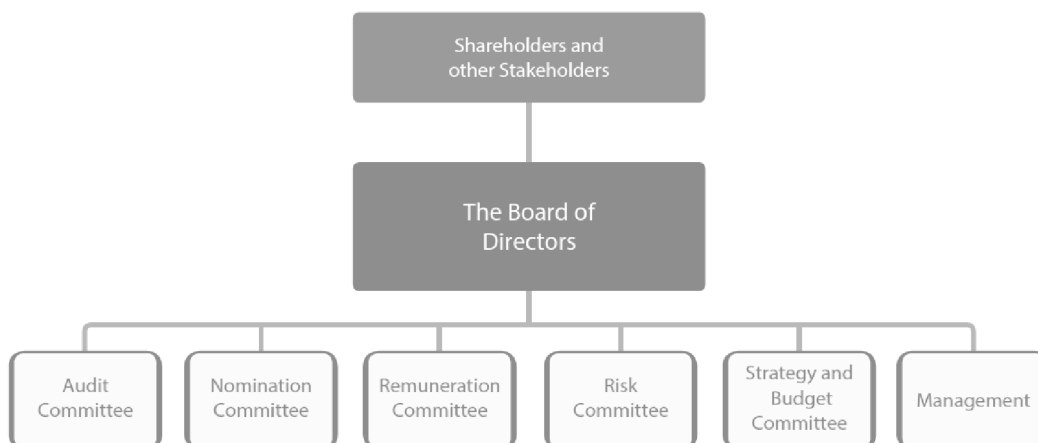 Shareholders and
other Stakeholders
The Board of
Directors
Audit
Committee
Nomination
Committee
Remuneration
Committee
Risk
Committee
Strategy and
Budget
Committee
Management